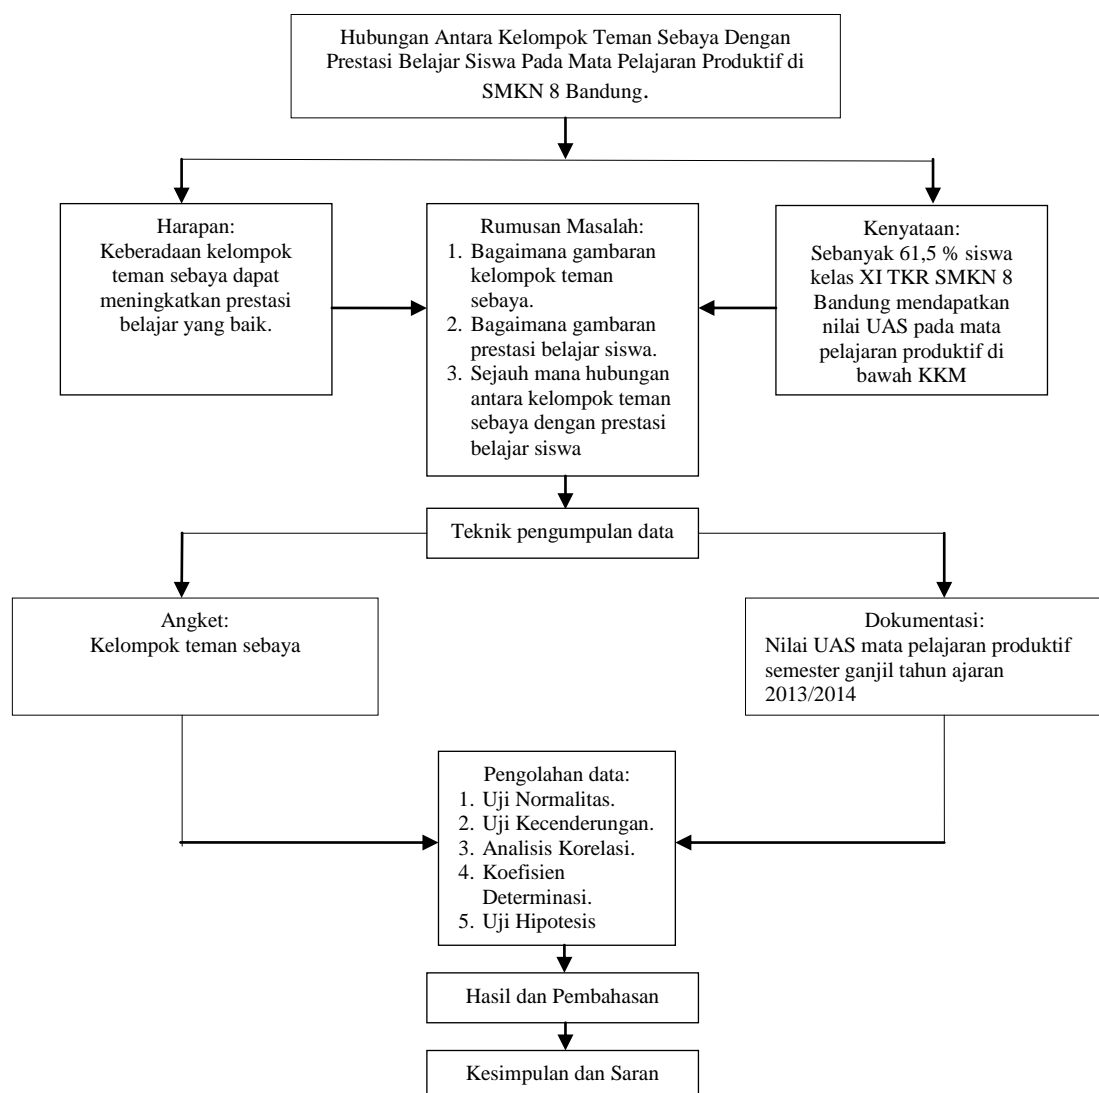 Hubungan Antara Kelompok Teman Sebaya Dengan
Prestasi Belajar Siswa Pada Mata Pelajaran Produktif di
SMKN 8 Bandung.
Harapan:
Keberadaan kelompok
teman sebaya dapat
meningkatkan prestasi
belajar yang baik.
Rumusan Masalah:
1. Bagaimana gambaran
kelompok teman
sebaya.
2. Bagaimana gambaran
prestasi belajar siswa.
3. Sejauh mana hubungan
antara kelompok teman
sebaya dengan prestasi
belajar siswa
Kenyataan:
Sebanyak 61,5 % siswa
kelas XI TKR SMKN 8
Bandung mendapatkan
nilai UAS pada mata
pelajaran produktif di
bawah KKM
Teknik pengumpulan data
Angket:
Kelompok teman sebaya
Dokumentasi:
Nilai UAS mata pelajaran produktif
semester ganjil tahun ajaran
2013/2014
Pengolahan data:
1. Uji Normalitas.
2. Uji Kecenderungan.
3. Analisis Korelasi.
4. Koefisien
Determinasi.
5. Uji Hipotesis
Hasil dan Pembahasan
Kesimpulan dan Saran